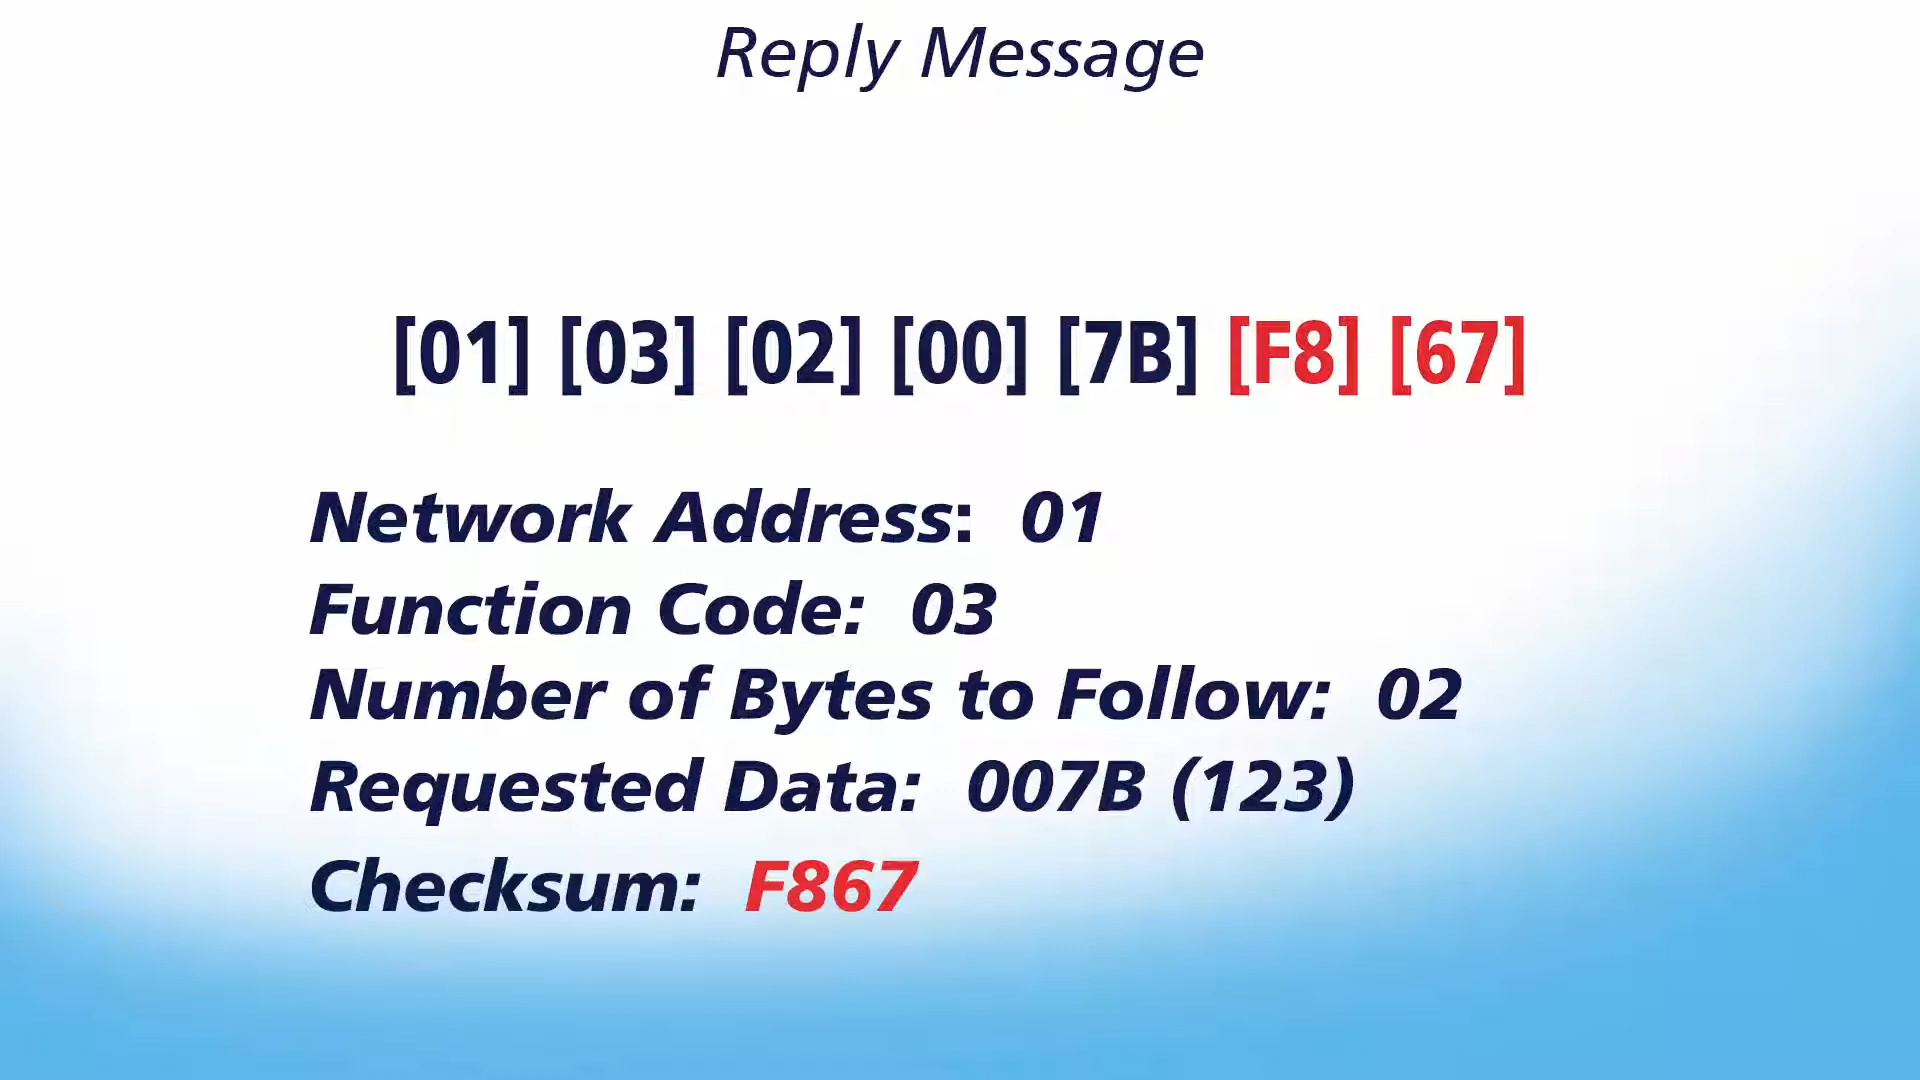 Reply Message
[01] [03] [02] [00] [7B] [F8] [67]
Network Address: 01
Function Code: 03
Number of Bytes to Follow: 02
Requested Data: 007B (123)
Checksum: F867